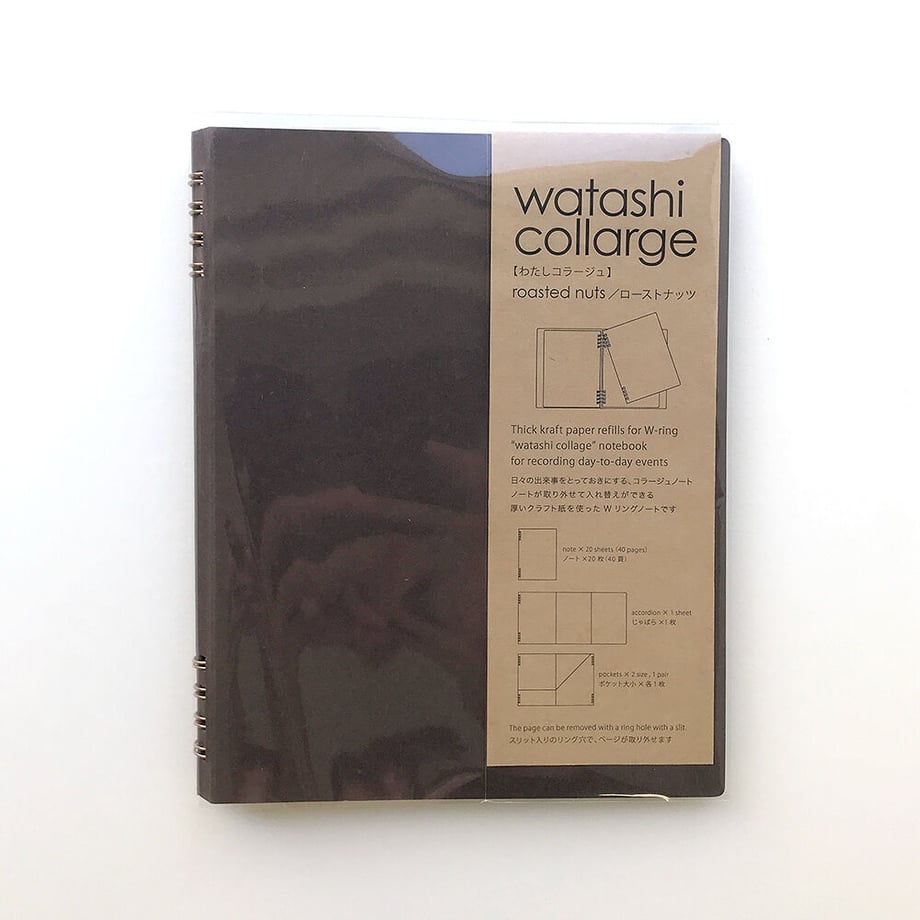 watashi
collarge
【わたしコラージュ】
roasted nuts／ローストナッツ
Thick kraft paper refills for W-ring
“watashi collage” notebook
for recording day-to-day events
日々の出来事をとっておきにする、コラージュノート
ノートが取り外せて入れ替えができる
厚いクラフト紙を使った W リングノートです
note × 20 sheets (40 pages)
ノート×20 枚（40 頁）
accordion × 1 sheet
じゃばら ×1 枚
pockets × 2 size , 1 pair
ポケット大小 × 各 1 枚
The page can be removed with a ring hole with a slit.
スリット入りのリング穴で、ページが取り外せます